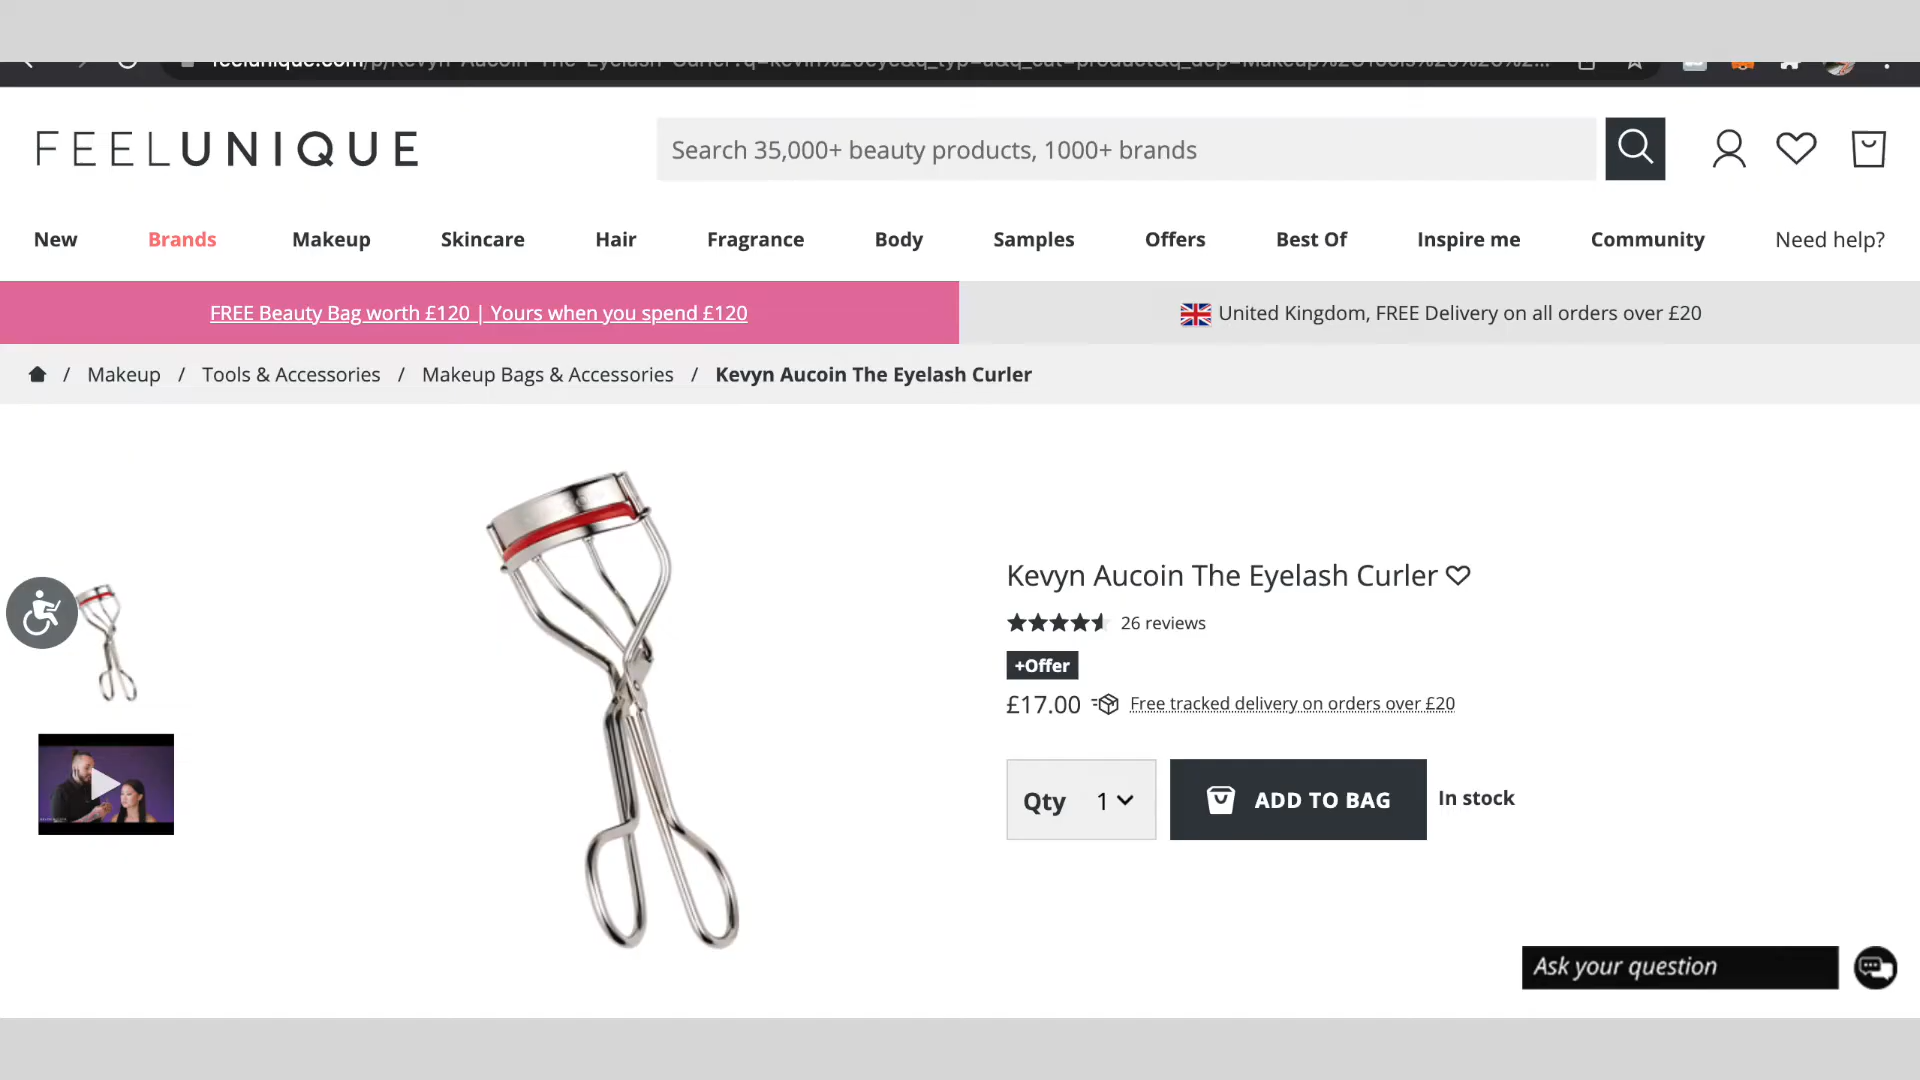 FEELUNIQUE
Search 35,000+ beauty products, 1000+ brands
New Brands Makeup Skincare Hair Fragrance Body Samples Offers Best Of Inspire me Community Need help?
FREE Beauty Bag worth £120 | Yours when you spend £120
United Kingdom, FREE Delivery on all orders over £20
/ Makeup / Tools & Accessories / Makeup Bags & Accessories / Kevyn Aucoin The Eyelash Curler
Kevyn Aucoin The Eyelash Curler
26 reviews
+Offer
£17.00 Free tracked delivery on orders over £20
Qty 1 ADD TO BAG In stock
Ask your question